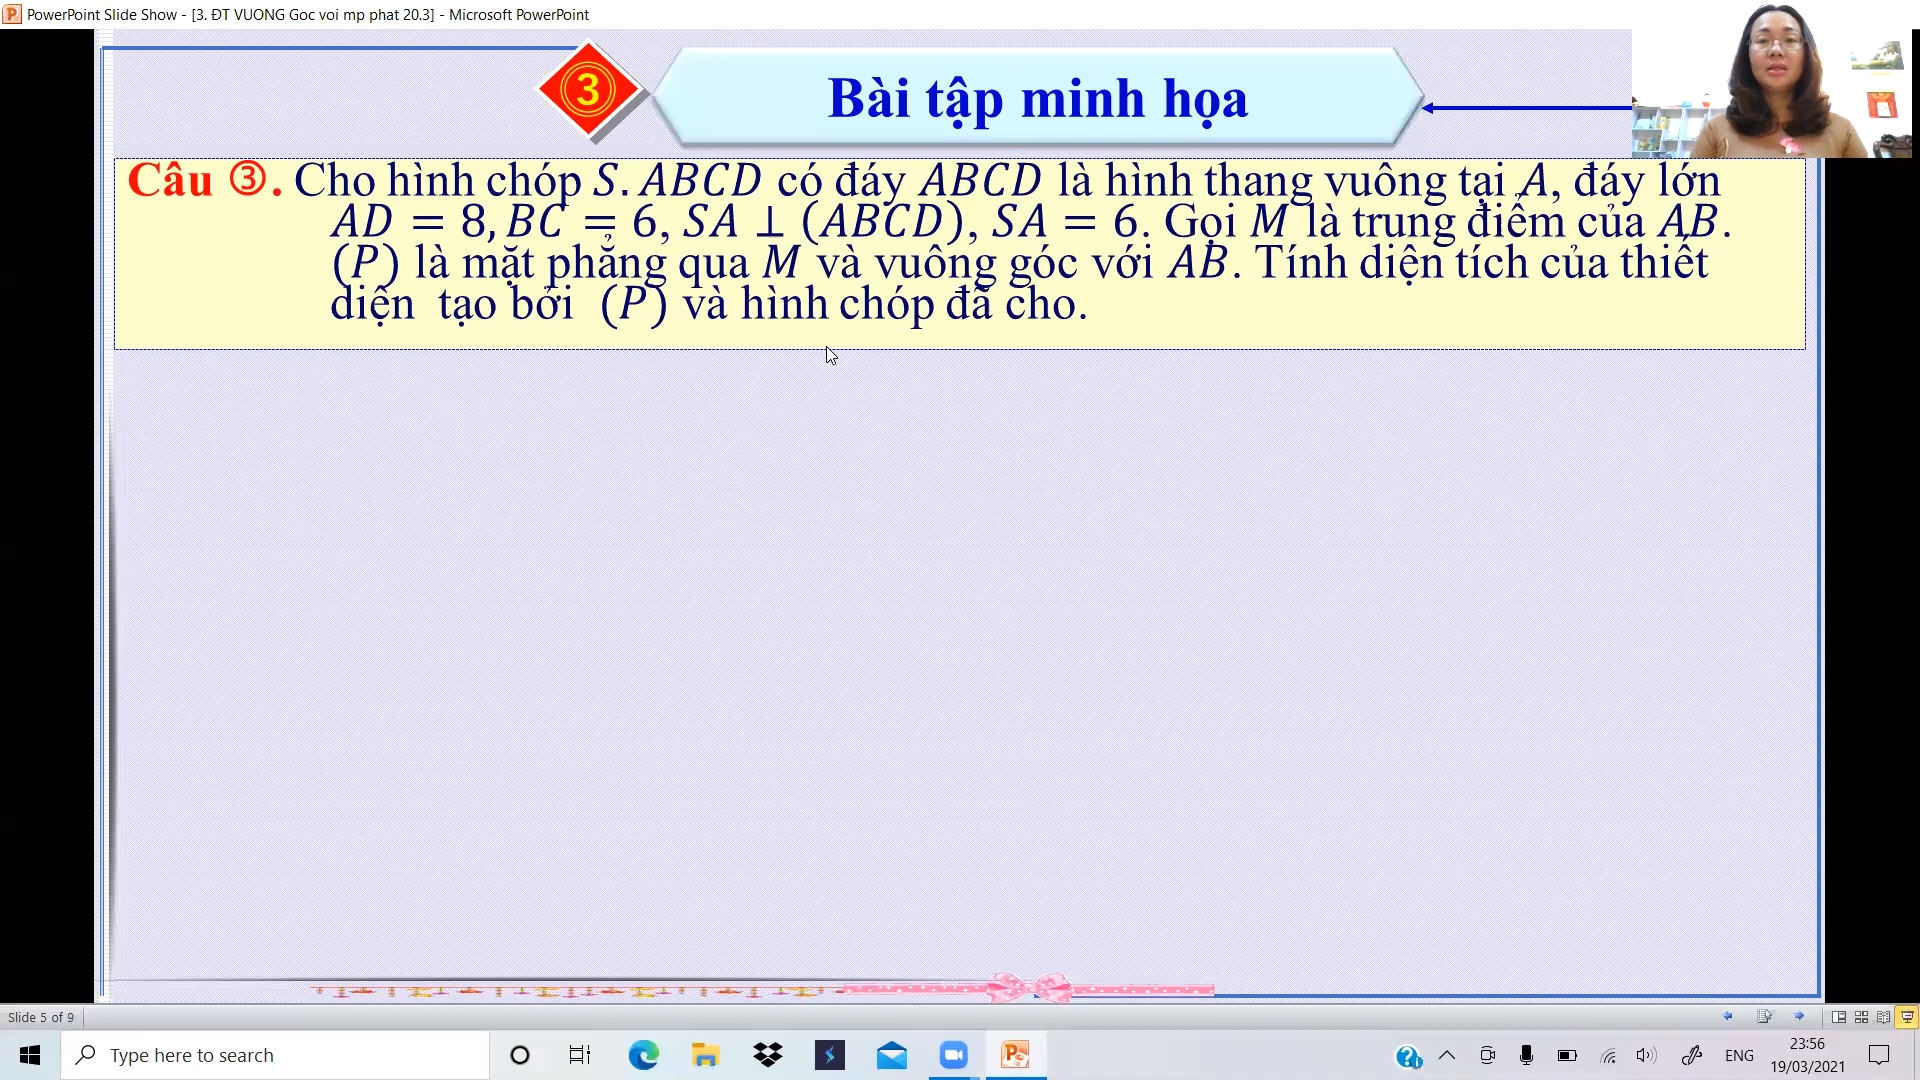 PowerPoint Slide Show - [3. ĐT VUONG Goc voi mp phat 20.3] - Microsoft PowerPoint
3
Bài tập minh họa
Câu ③. Cho hình chóp S.ABCD có đáy ABCD là hình thang vuông tại A, đáy lớn
AD = 8, BC = 6, SA ⊥ (ABCD), SA = 6. Gọi M là trung điểm của AB.
(P) là mặt phẳng qua M và vuông góc với AB. Tính diện tích của thiết
diện tạo bởi (P) và hình chóp đã cho.
Slide 5 of 9
Type here to search
ENG
23:56
19/03/2021